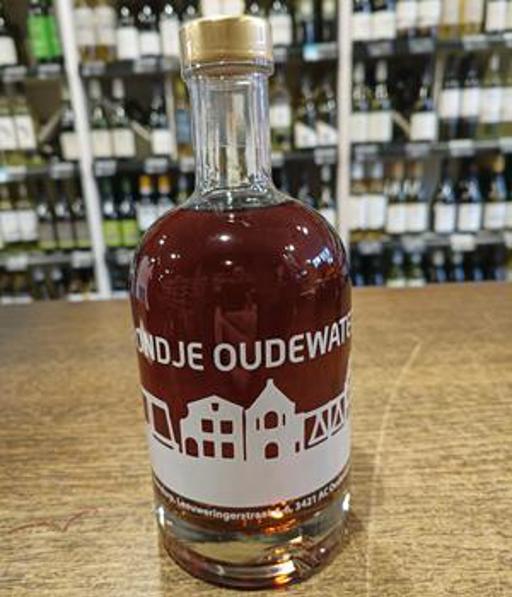 ONDJE OUDEWATE
Leeuweringerstraat 3421 AC